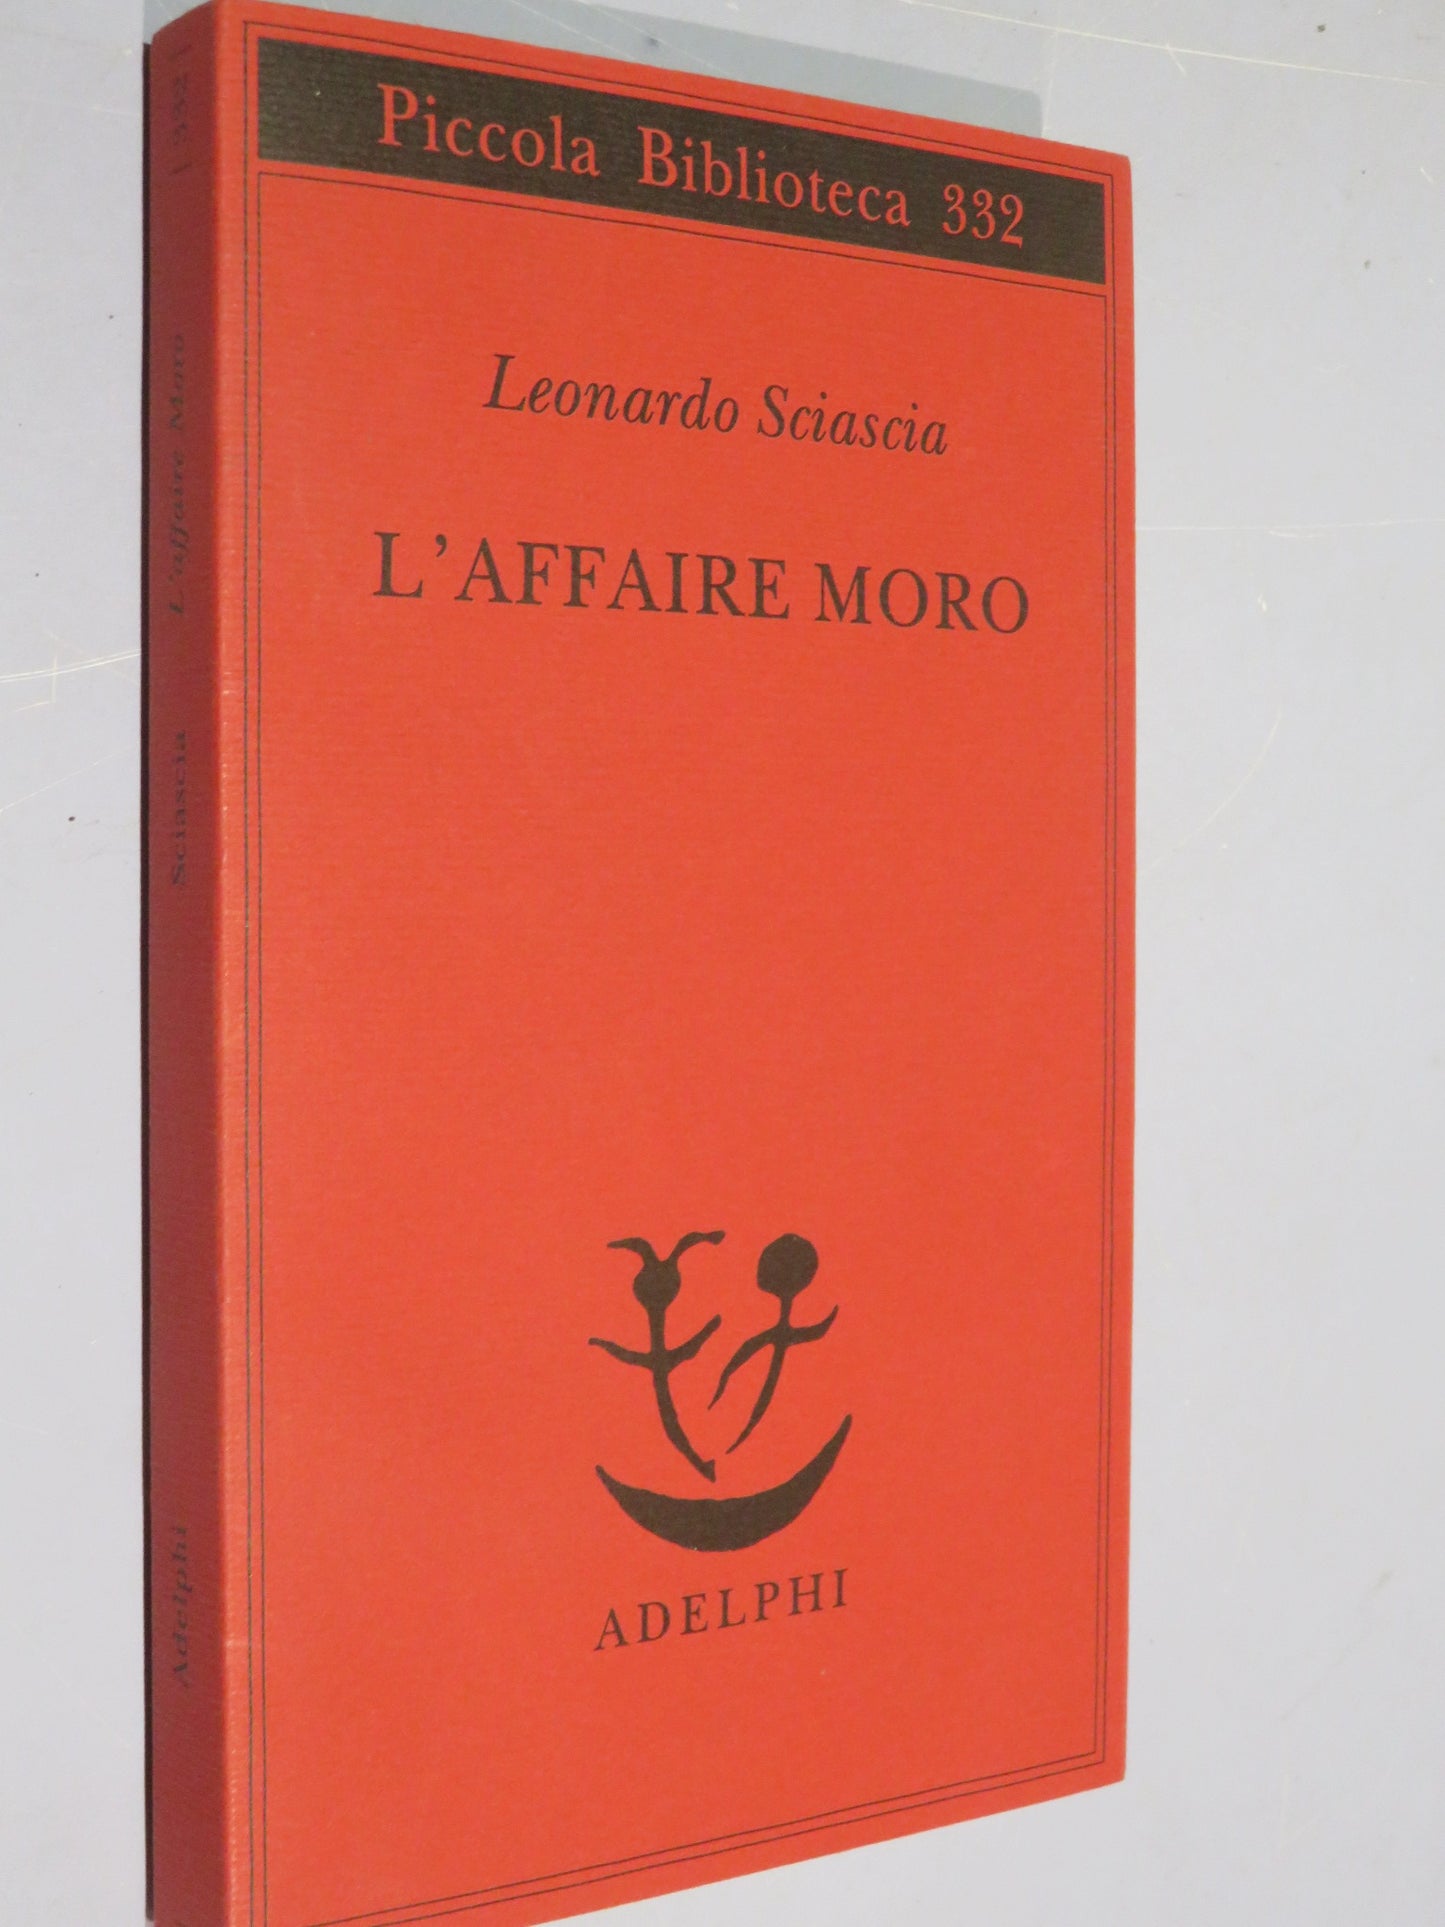 Piccola Biblioteca 332
Leonardo Sciascia
L'AFFAIRE MORO
ADELPHI
| 332 |
L'affaire Moro
Sciascia
Adelphi